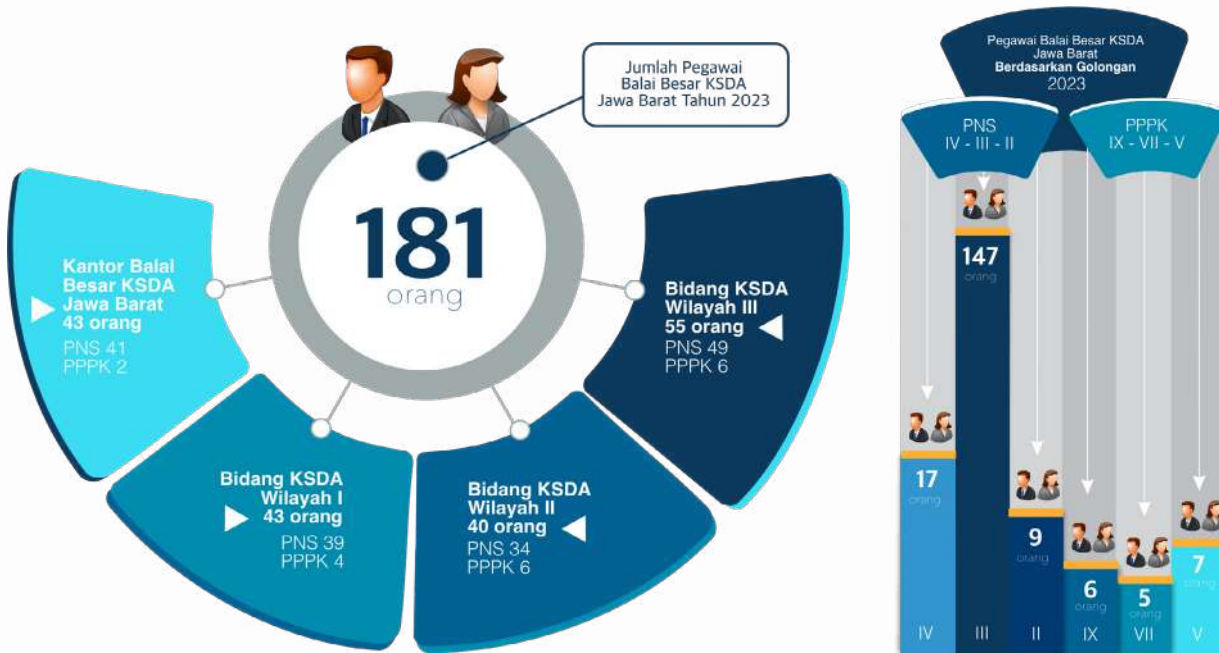 Jumlah Pegawai
Balai Besar KSDA
Jawa Barat Tahun 2023
181
orang
Kantor Balai
Besar KSDA
Jawa Barat
43 orang
PNS 41
PPPK 2
Bidang KSDA
Wilayah I
43 orang
PNS 39
PPPK 4
Bidang KSDA
Wilayah II
40 orang
PNS 34
PPPK 6
Bidang KSDA
Wilayah III
55 orang
PNS 49
PPPK 6
Pegawai Balai Besar KSDA
Jawa Barat
Berdasarkan Golongan
2023
PNS
IV - III - II
PPPK
IX - VII - V
17
orang
IV
147
orang
III
9
orang
II
6
orang
IX
5
orang
VII
7
orang
V